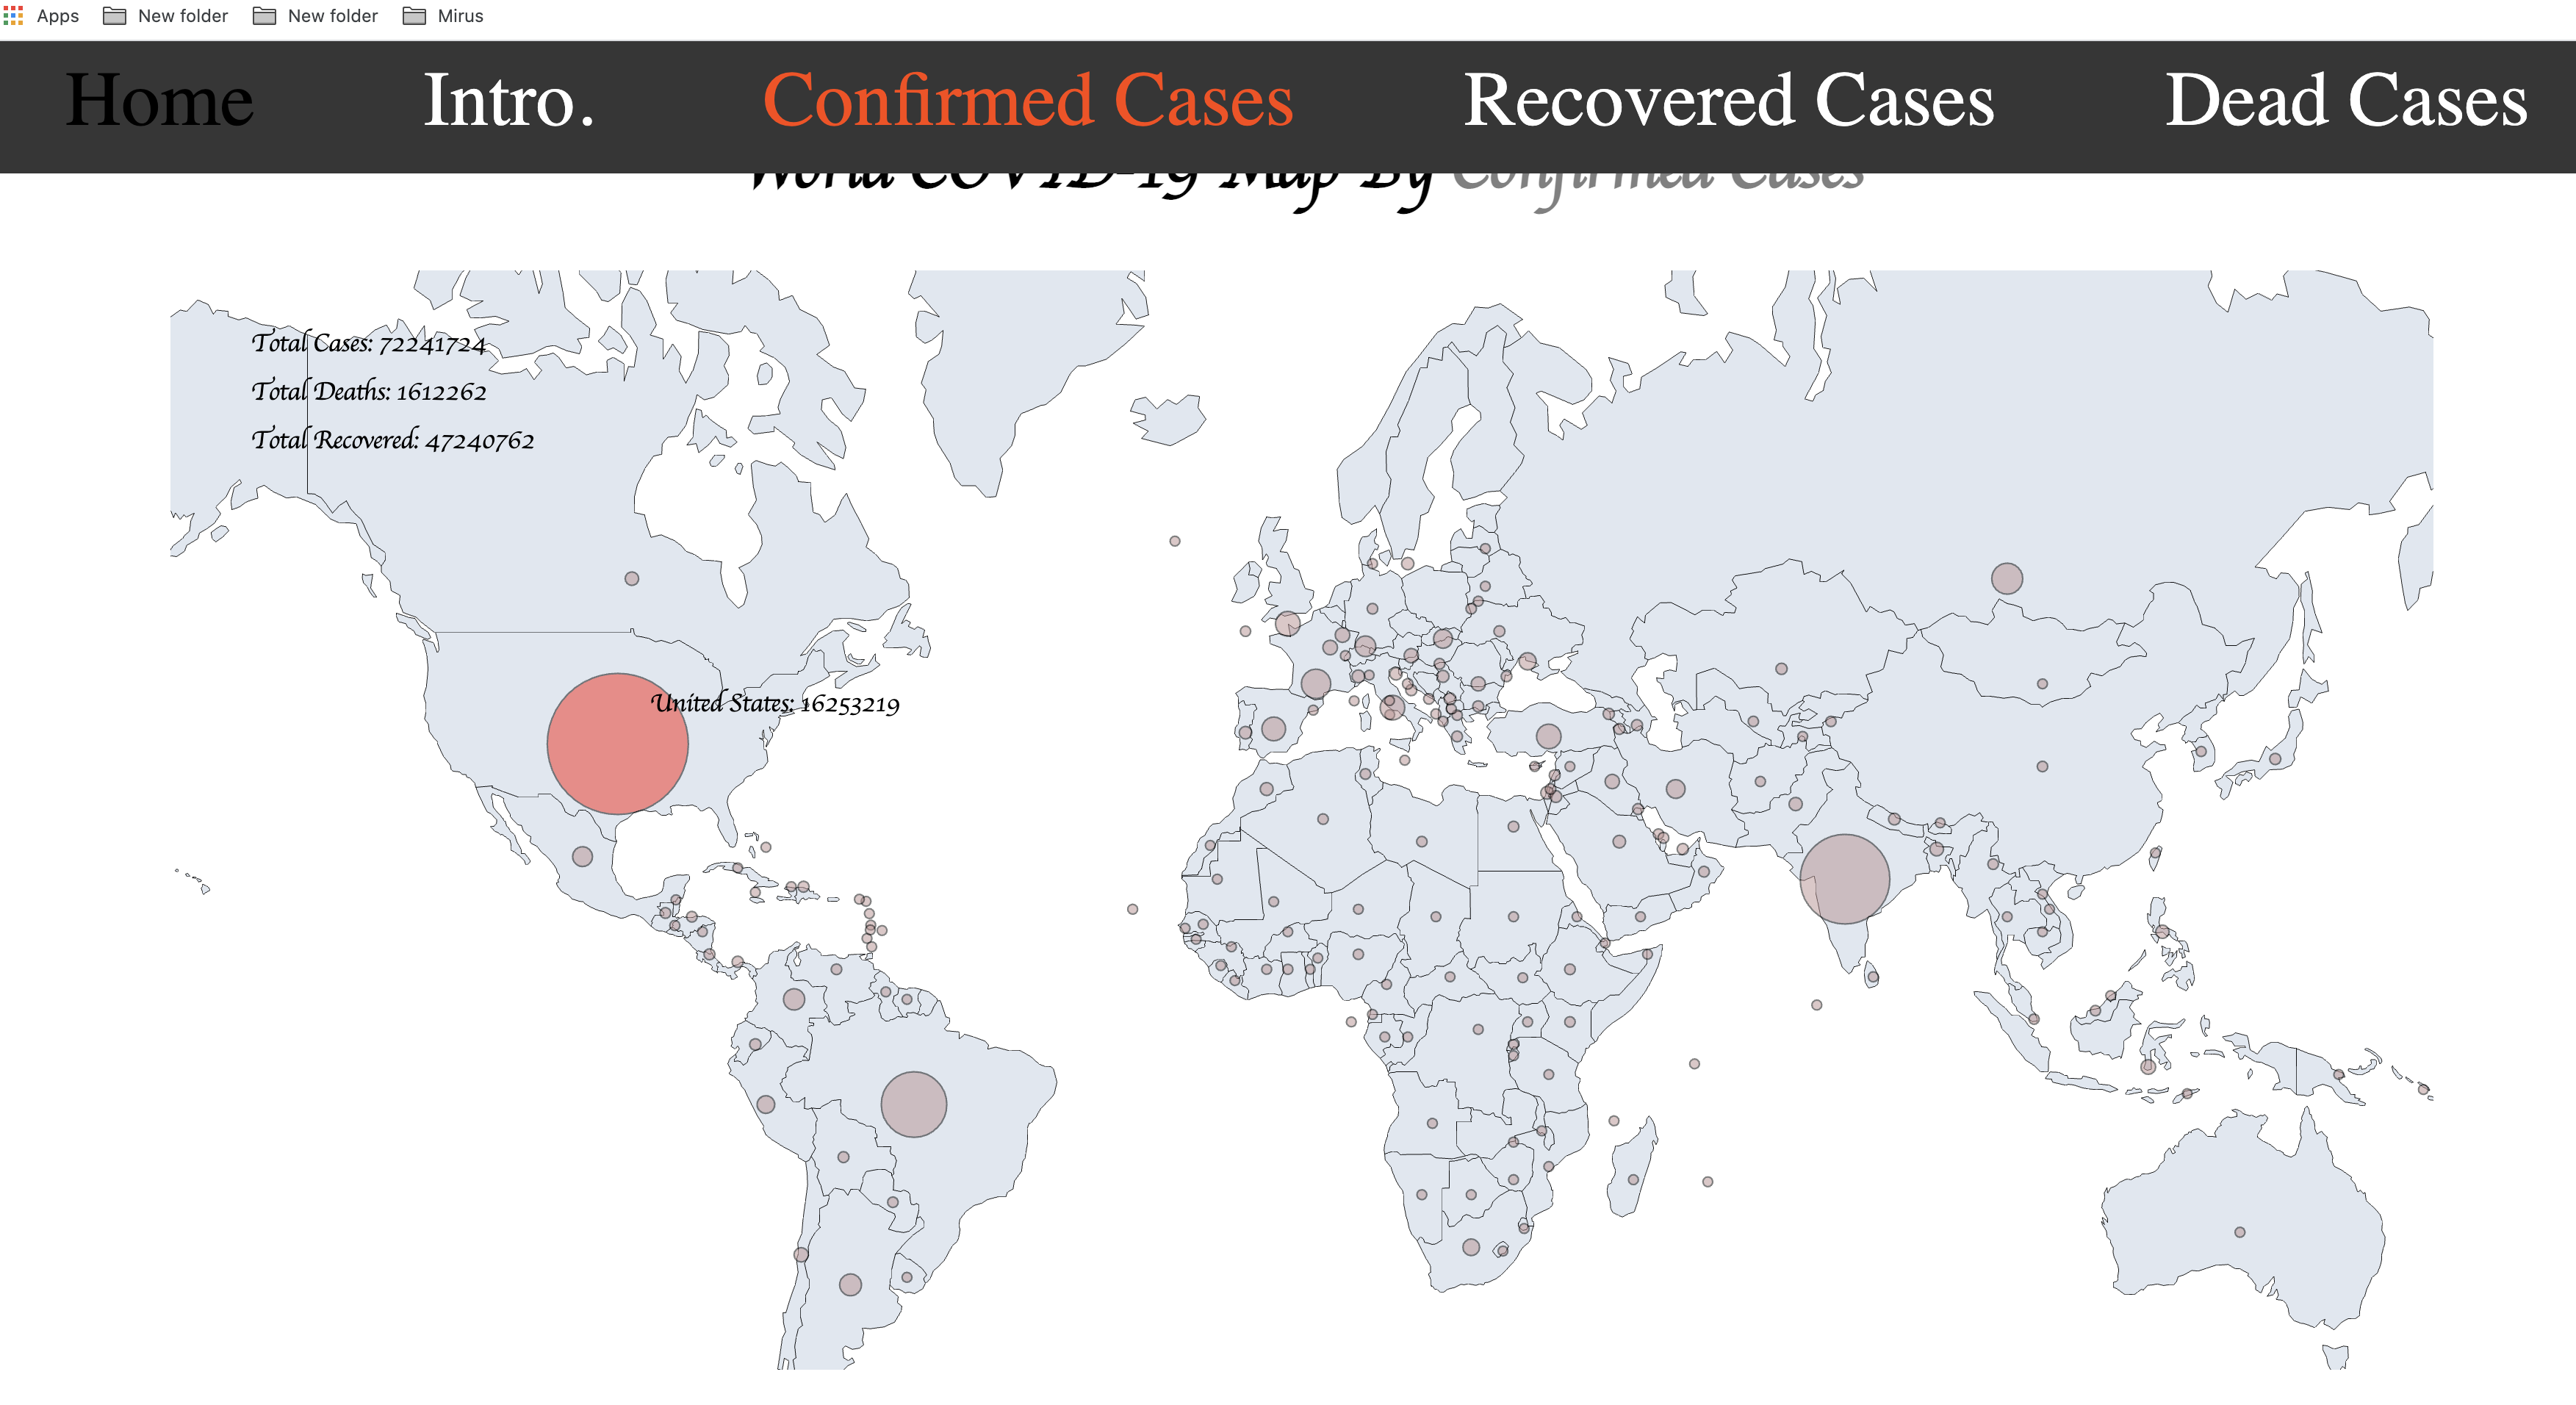 Apps New folder New folder Mirus
Home Intro. Confirmed Cases Recovered Cases Dead Cases
World COVID-19 Map By Confirmed Cases
Total Cases: 72241724
Total Deaths: 1612262
Total Recovered: 47240762
United States: 16253219